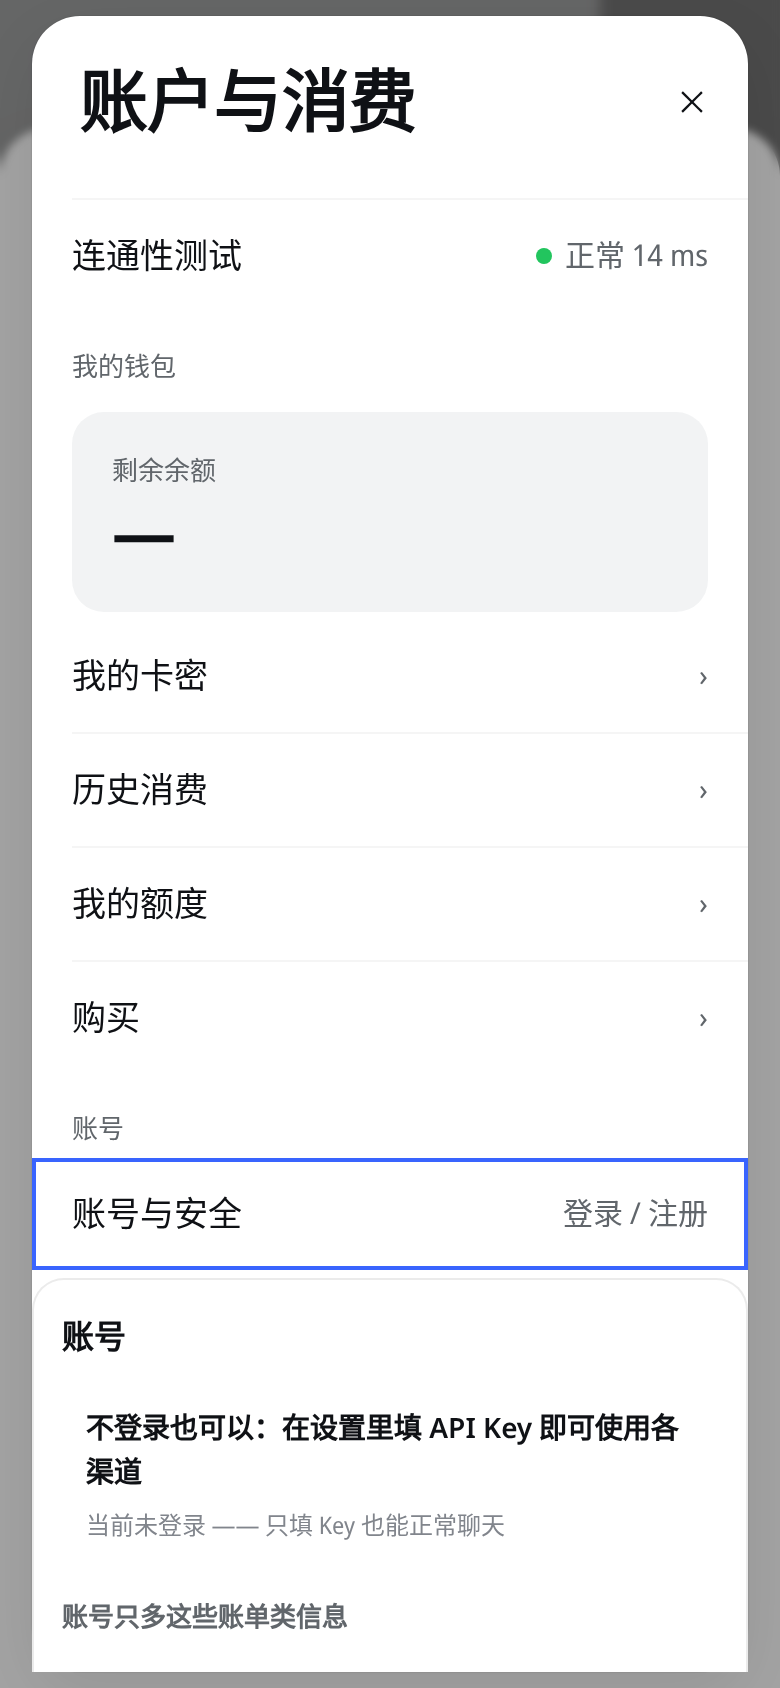 账户与消费
连通性测试
正常 14 ms
我的钱包
剩余余额
—
我的卡密
历史消费
我的额度
购买
账号
账号与安全
登录 / 注册
账号
不登录也可以：在设置里填 API Key 即可使用各
渠道
当前未登录 —— 只填 Key 也能正常聊天
账号只多这些账单类信息